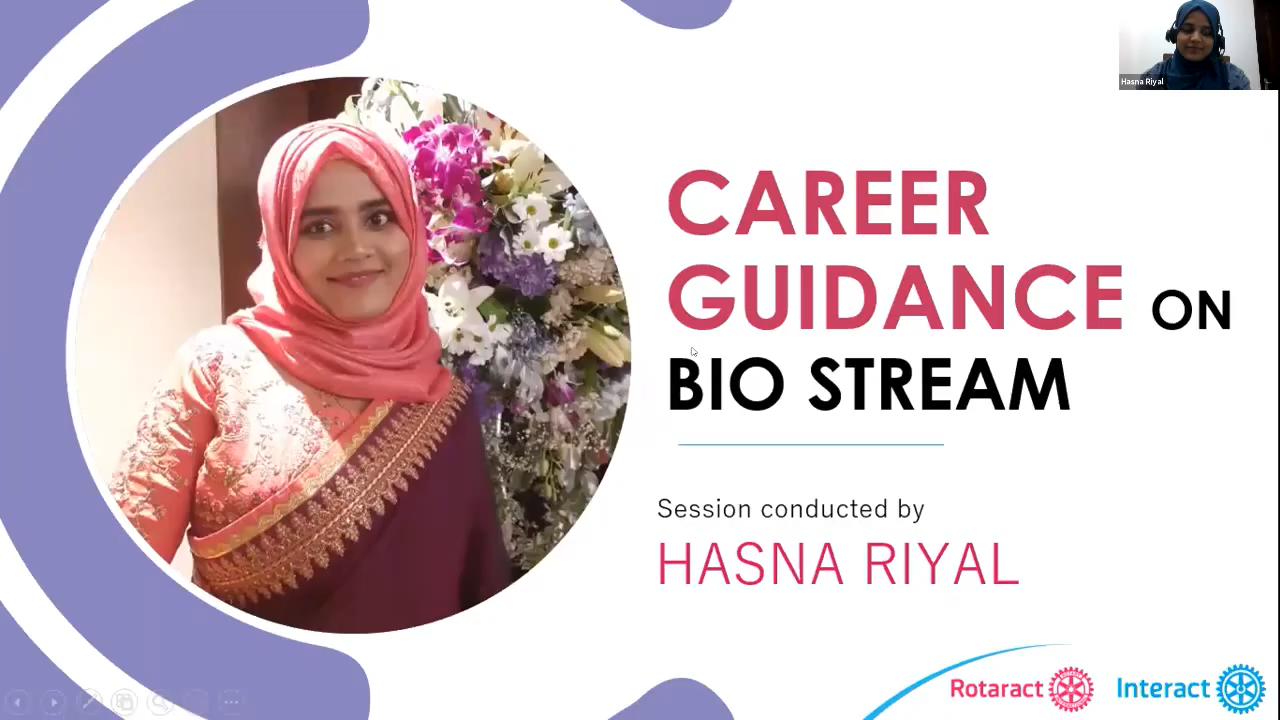 Hasna Riyal
CAREER
GUIDANCE ON
BIO STREAM
Session conducted by
HASNA RIYAL
Rotaract
Interact